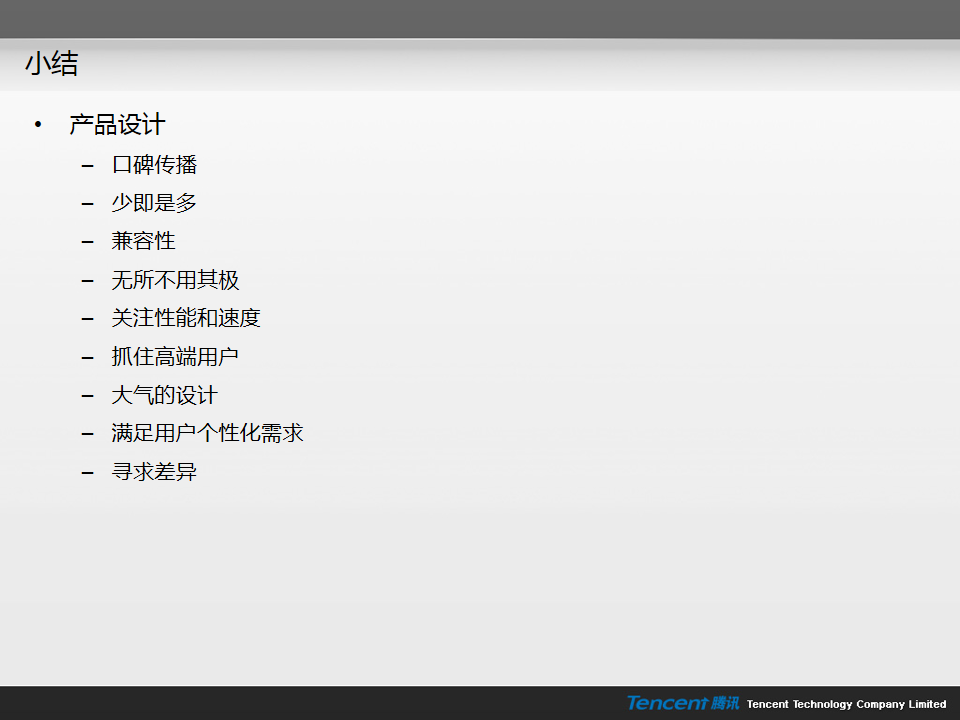 小结
• 产品设计
– 口碑传播
– 少即是多
– 兼容性
– 无所不用其极
– 关注性能和速度
– 抓住高端用户
– 大气的设计
– 满足用户个性化需求
– 寻求差异
Tencent 腾讯 Tencent Technology Company Limited